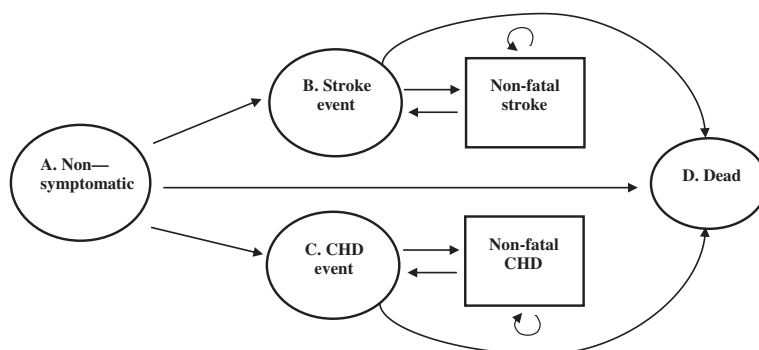 A. Non—
symptomatic
B. Stroke
event
Non-fatal
stroke
D. Dead
C. CHD
event
Non-fatal
CHD